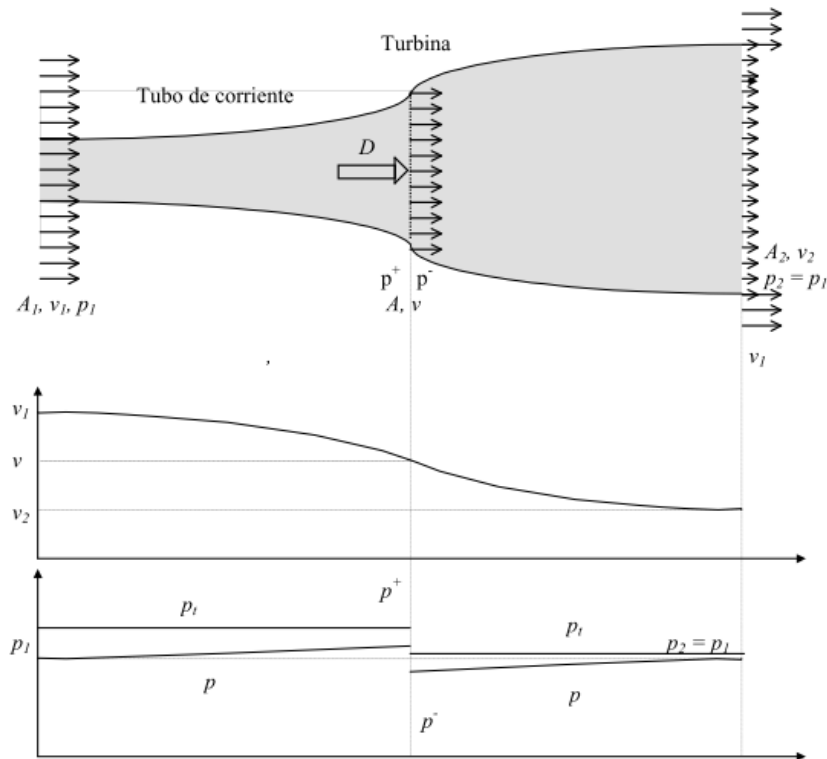 Turbina
Tubo de corriente
D
p⁺ p⁻
A₁, v₁, p₁
A, v
A₂, v₂
p₂ = p₁
v₁
,
v₁
v
v₂
p⁺
pₜ
p₁
pₜ
p₂ = p₁
p
p
p⁻